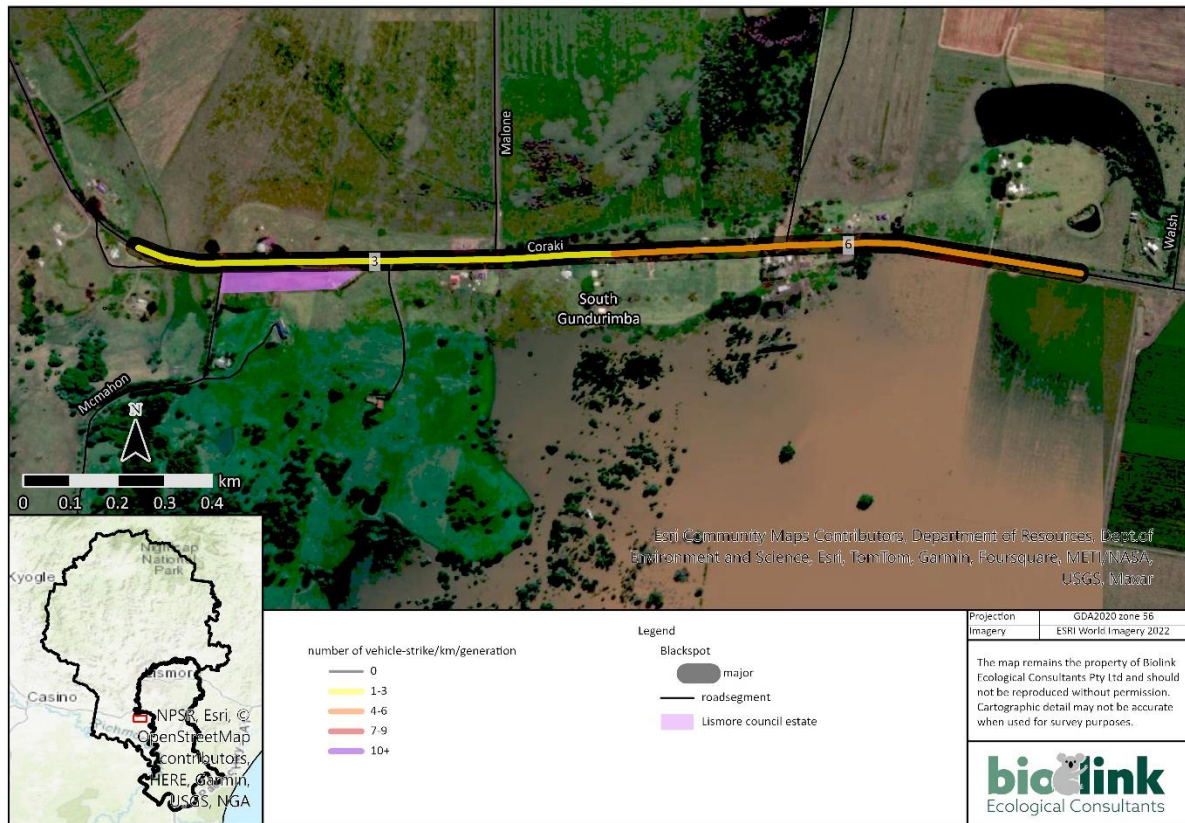 Malone
Coraki
3
6
Walsh
South
Gundurimba
Mcmahon
N
km
0 0.1 0.2 0.3 0.4
Esri Community Maps Contributors, Department of Resources, Dept of
Environment and Science, Esri, TomTom, Garmin, Foursquare, METI/NASA,
USGS, Maxar
Nightcap
National
Park
Kyogle
Lismore
Casino
NPSR, Esri, ©
OpenStreetMap
contributors,
HERE, Garmin,
USGS, NGA
Legend
number of vehicle-strike/km/generation
0
1-3
4-6
7-9
10+
Blackspot
major
roadsegment
Lismore council estate
Projection GDA2020 zone 56
Imagery ESRI World Imagery 2022
The map remains the property of Biolink
Ecological Consultants Pty Ltd and should
not be reproduced without permission.
Cartographic detail may not be accurate
when used for survey purposes.
biolink
Ecological Consultants